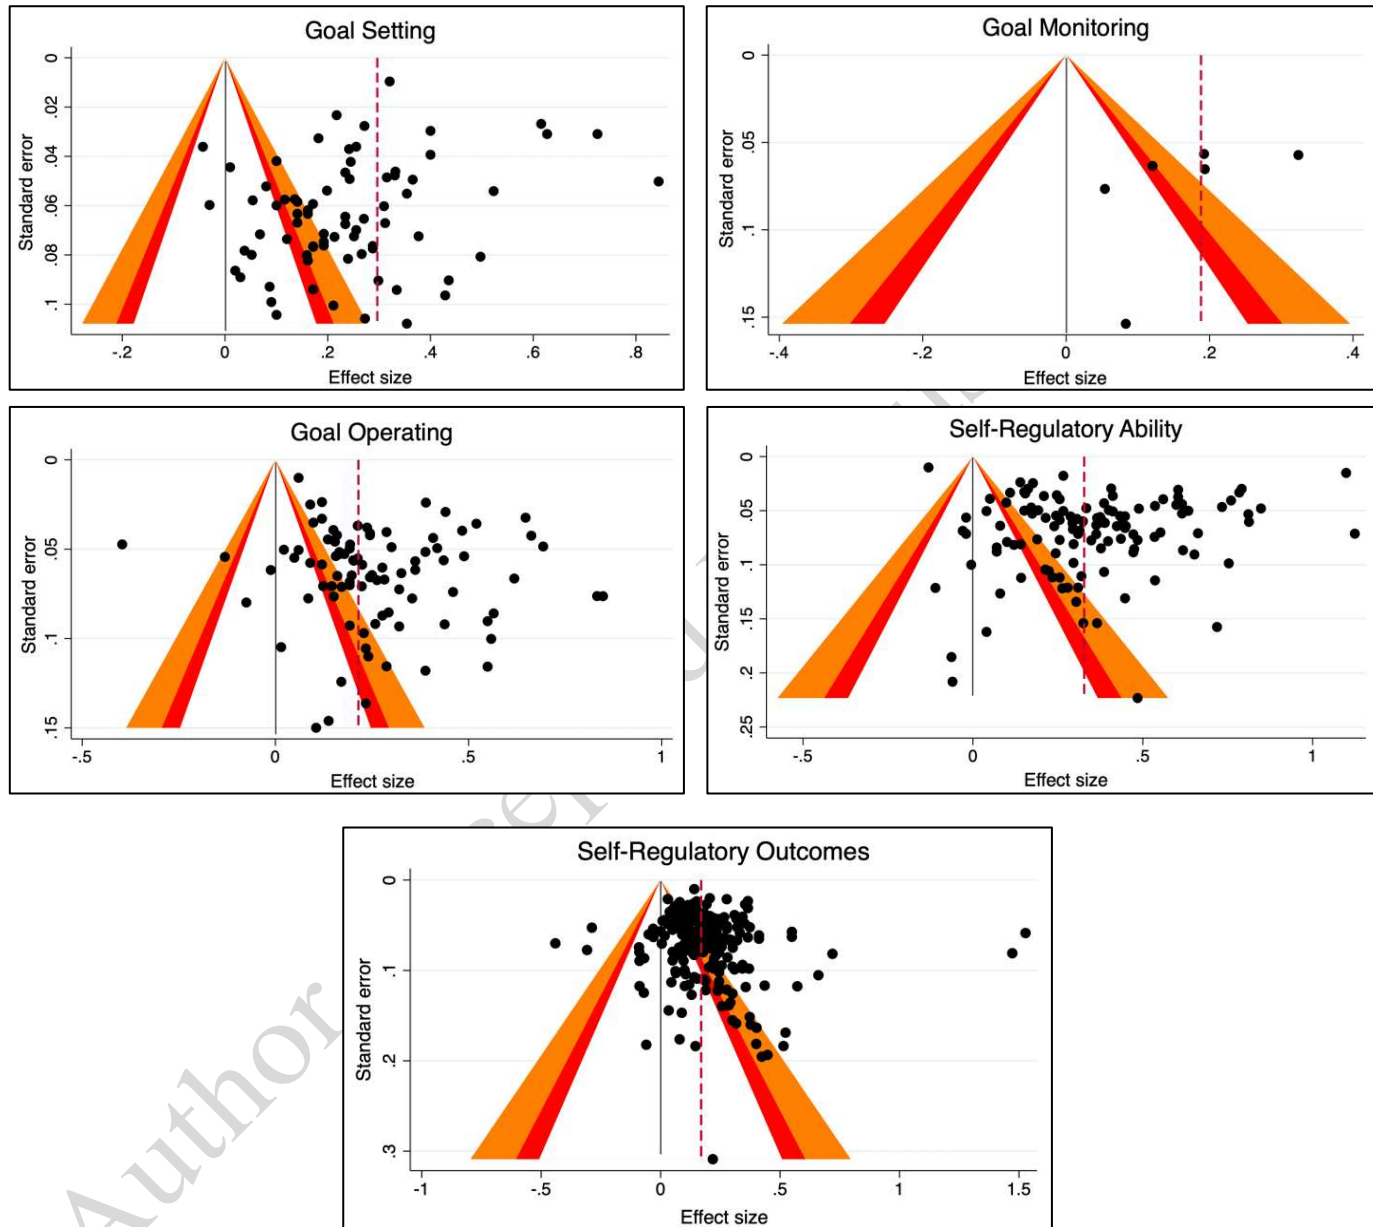 Goal Setting
Standard error
0
.02
.04
.06
.08
.1
-.2 0 .2 .4 .6 .8
Effect size
Goal Monitoring
Standard error
0
.05
.1
.15
-.4 -.2 0 .2 .4
Effect size
Goal Operating
Standard error
0
.05
.1
.15
-.5 0 .5 1
Effect size
Self-Regulatory Ability
Standard error
0
.05
.1
.15
.2
.25
-.5 0 .5 1
Effect size
Self-Regulatory Outcomes
Standard error
0
.1
.2
.3
-1 -.5 0 .5 1 1.5
Effect size
Author